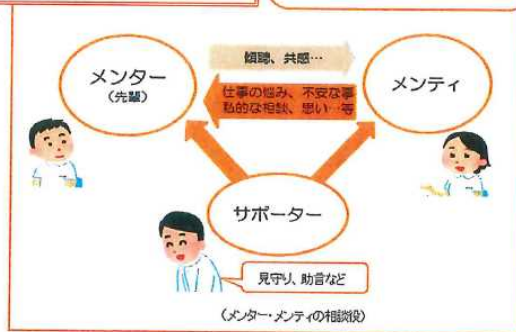 傾聴、共感…
メンター
(先輩)
メンティ
仕事の悩み、不安な事
私的な相談、思い…等
サポーター
見守り、助言など
(メンター・メンティの相談役)